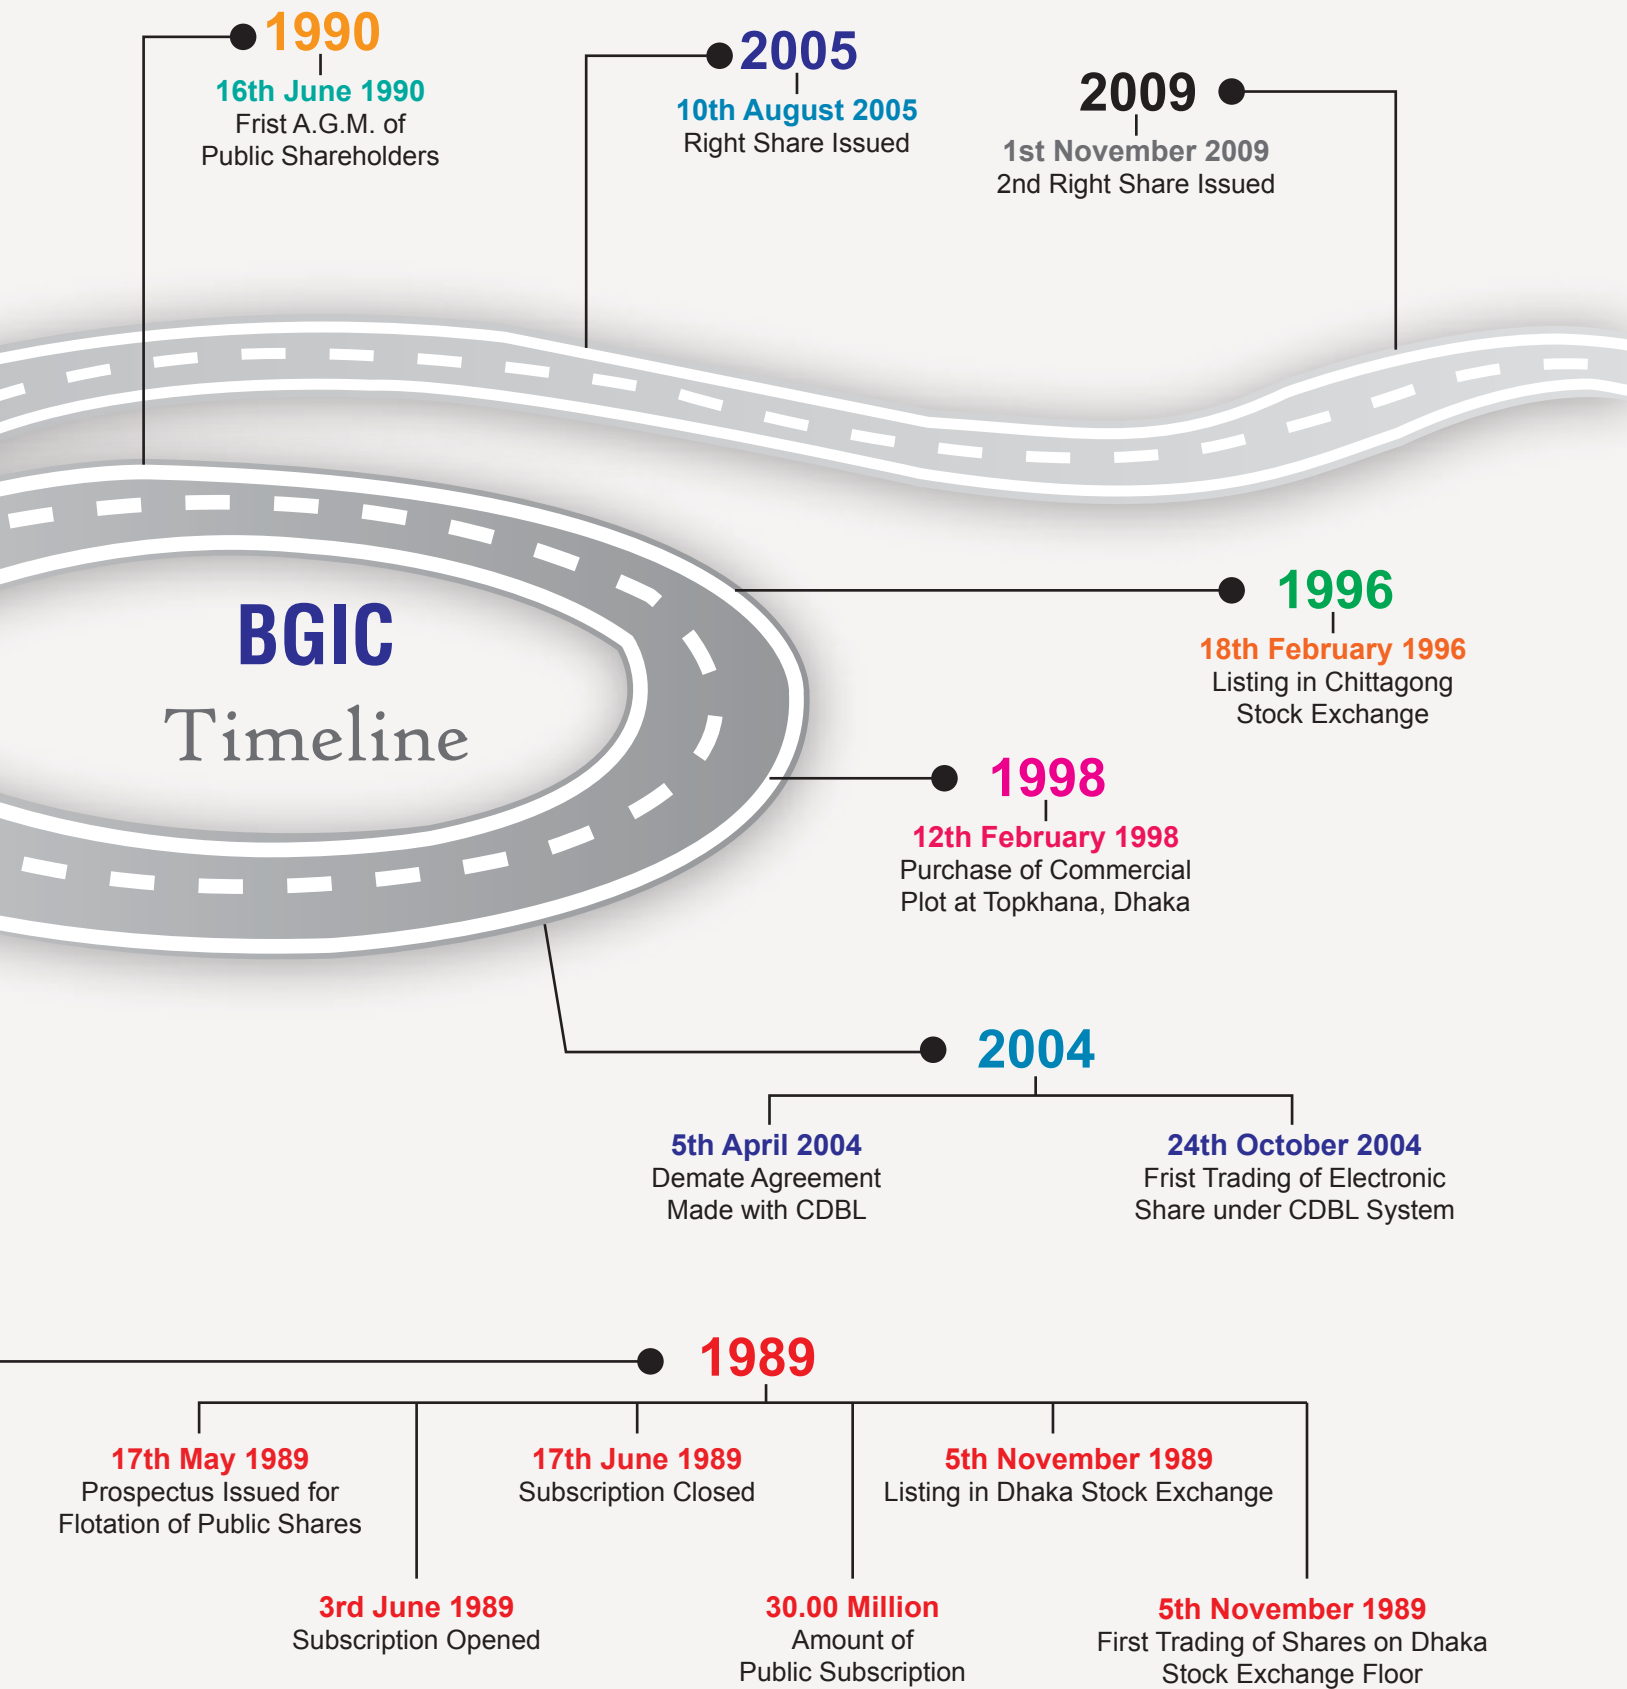 1990
16th June 1990
Frist A.G.M. of
Public Shareholders
2005
10th August 2005
Right Share Issued
2009
1st November 2009
2nd Right Share Issued
BGIC
Timeline
1996
18th February 1996
Listing in Chittagong
Stock Exchange
1998
12th February 1998
Purchase of Commercial
Plot at Topkhana, Dhaka
2004
5th April 2004
Demate Agreement
Made with CDBL
24th October 2004
Frist Trading of Electronic
Share under CDBL System
1989
17th May 1989
Prospectus Issued for
Flotation of Public Shares
3rd June 1989
Subscription Opened
17th June 1989
Subscription Closed
30.00 Million
Amount of
Public Subscription
5th November 1989
Listing in Dhaka Stock Exchange
5th November 1989
First Trading of Shares on Dhaka
Stock Exchange Floor